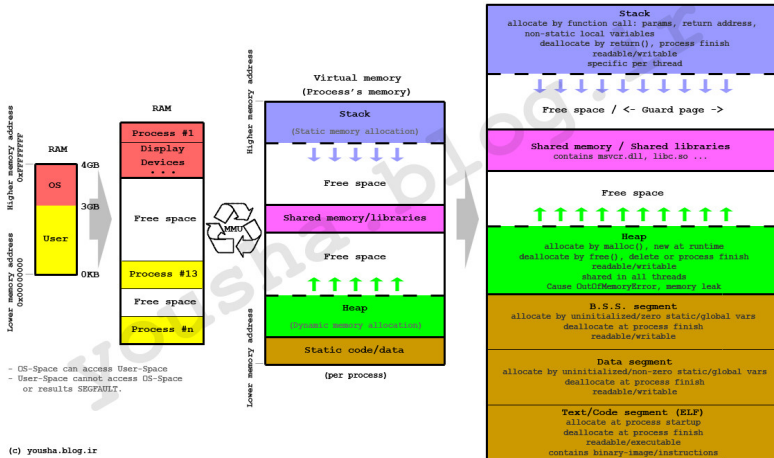 RAM
Higher memory address
0xFFFFFFFF
Lower memory address
0x00000000
OS
User
4GB
3GB
0KB
- OS-Space can access User-Space
- User-Space cannot access OS-Space
or results SEGFAULT.
(c) yousha.blog.ir
RAM
Process #1
Display
Devices
. . .
Free space
Process #13
Free space
Process #n
MMU
Virtual memory
(Process's memory)
Higher memory address
Lower memory address
Stack
(Static memory allocation)
Free space
Shared memory/libraries
Free space
Heap
(Dynamic memory allocation)
Static code/data
(per process)
Stack
allocate by function call: params, return address,
non-static local variables
deallocate by return(), process finish
readable/writable
specific per thread
Free space / <- Guard page ->
Shared memory / Shared libraries
contains msvcr.dll, libc.so ...
Free space
Heap
allocate by malloc(), new at runtime
deallocate by free(), delete or process finish
readable/writable
shared in all threads
Cause OutOfMemoryError, memory leak
B.S.S. segment
allocate by uninitialized/zero static/global vars
deallocate at process finish
readable/writable
Data segment
allocate by uninitialized/non-zero static/global vars
deallocate at process finish
readable/writable
Text/Code segment (ELF)
allocate at process startup
deallocate at process finish
readable/executable
contains binary-image/instructions
yousha.blog.ir